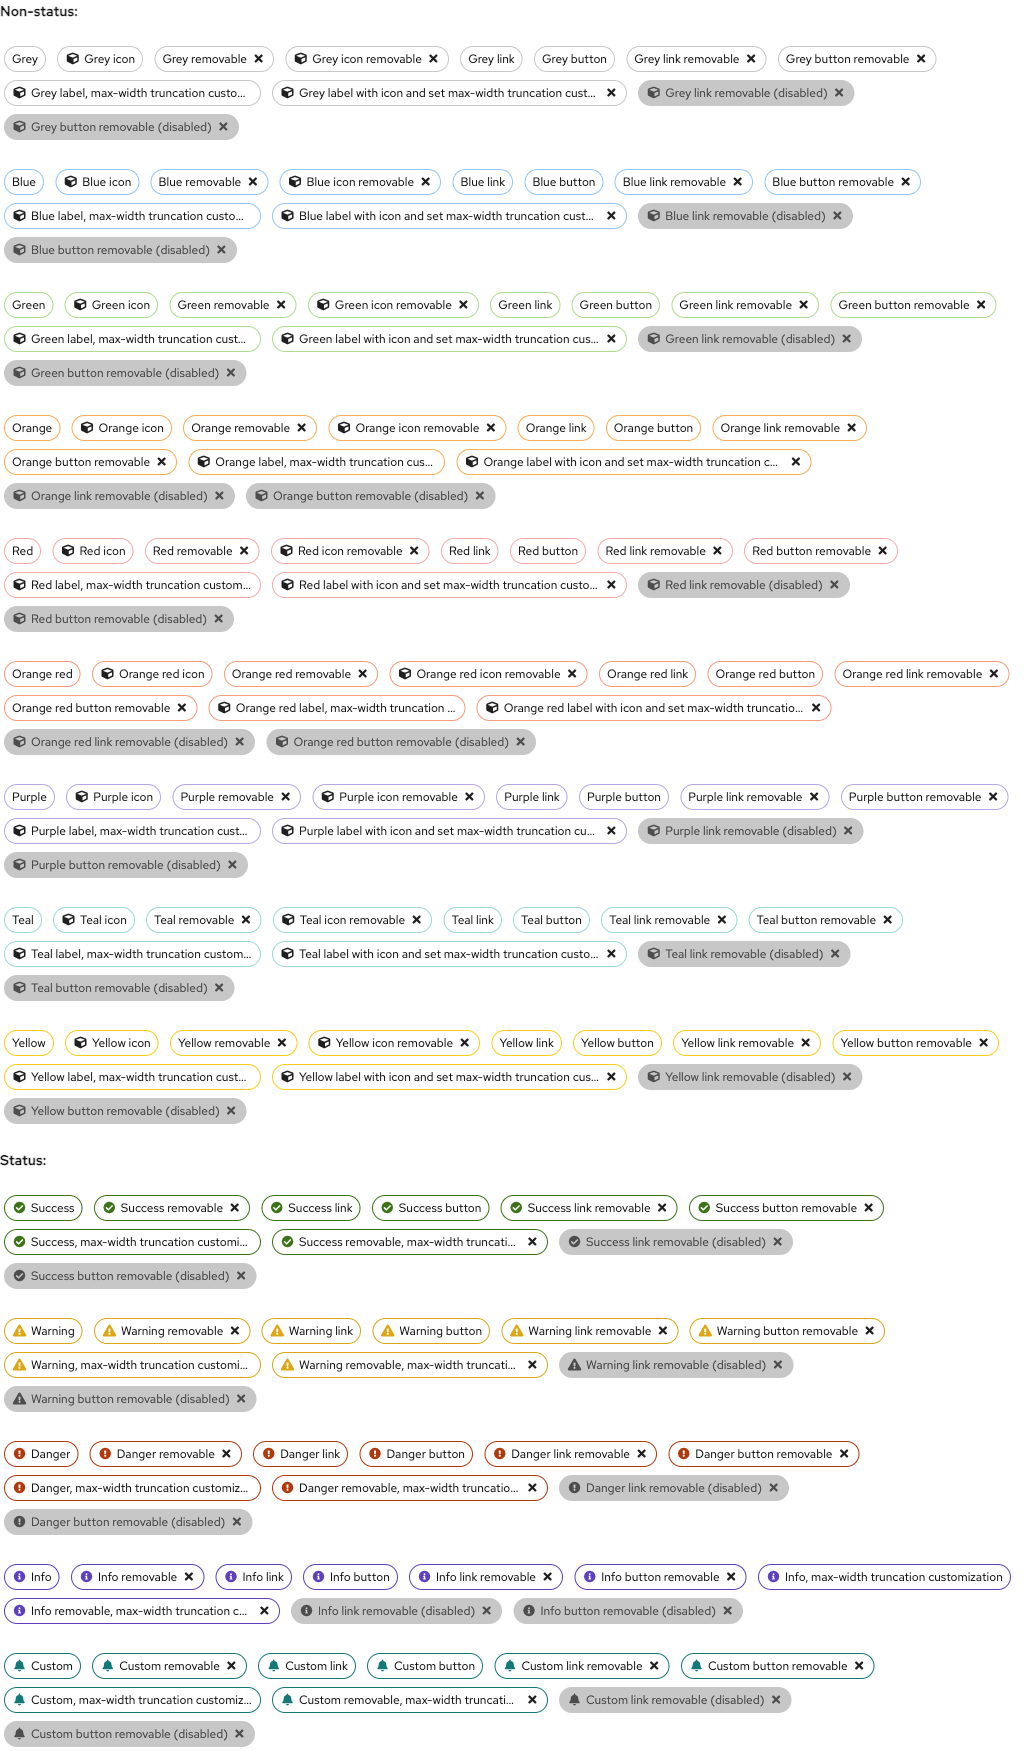 Non-status:
Grey Grey icon Grey removable Grey icon removable Grey link Grey button Grey link removable Grey button removable
Grey label, max-width truncation custo... Grey label with icon and set max-width truncation cust... Grey link removable (disabled)
Grey button removable (disabled)
Blue Blue icon Blue removable Blue icon removable Blue link Blue button Blue link removable Blue button removable
Blue label, max-width truncation custo... Blue label with icon and set max-width truncation cust... Blue link removable (disabled)
Blue button removable (disabled)
Green Green icon Green removable Green icon removable Green link Green button Green link removable Green button removable
Green label, max-width truncation cust... Green label with icon and set max-width truncation cus... Green link removable (disabled)
Green button removable (disabled)
Orange Orange icon Orange removable Orange icon removable Orange link Orange button Orange link removable
Orange button removable Orange label, max-width truncation cus... Orange label with icon and set max-width truncation c...
Orange link removable (disabled) Orange button removable (disabled)
Red Red icon Red removable Red icon removable Red link Red button Red link removable Red button removable
Red label, max-width truncation custom... Red label with icon and set max-width truncation custo... Red link removable (disabled)
Red button removable (disabled)
Orange red Orange red icon Orange red removable Orange red icon removable Orange red link Orange red button Orange red link removable
Orange red button removable Orange red label, max-width truncation ... Orange red label with icon and set max-width truncatio...
Orange red link removable (disabled) Orange red button removable (disabled)
Purple Purple icon Purple removable Purple icon removable Purple link Purple button Purple link removable Purple button removable
Purple label, max-width truncation cust... Purple label with icon and set max-width truncation cu... Purple link removable (disabled)
Purple button removable (disabled)
Teal Teal icon Teal removable Teal icon removable Teal link Teal button Teal link removable Teal button removable
Teal label, max-width truncation custom... Teal label with icon and set max-width truncation custo... Teal link removable (disabled)
Teal button removable (disabled)
Yellow Yellow icon Yellow removable Yellow icon removable Yellow link Yellow button Yellow link removable Yellow button removable
Yellow label, max-width truncation cust... Yellow label with icon and set max-width truncation cus... Yellow link removable (disabled)
Yellow button removable (disabled)
Status:
Success Success removable Success link Success button Success link removable Success button removable
Success, max-width truncation customi... Success removable, max-width truncati... Success link removable (disabled)
Success button removable (disabled)
Warning Warning removable Warning link Warning button Warning link removable Warning button removable
Warning, max-width truncation customi... Warning removable, max-width truncati... Warning link removable (disabled)
Warning button removable (disabled)
Danger Danger removable Danger link Danger button Danger link removable Danger button removable
Danger, max-width truncation customiz... Danger removable, max-width truncatio... Danger link removable (disabled)
Danger button removable (disabled)
Info Info removable Info link Info button Info link removable Info button removable Info, max-width truncation customization
Info removable, max-width truncation c... Info link removable (disabled) Info button removable (disabled)
Custom Custom removable Custom link Custom button Custom link removable Custom button removable
Custom, max-width truncation customiz... Custom removable, max-width truncati... Custom link removable (disabled)
Custom button removable (disabled)